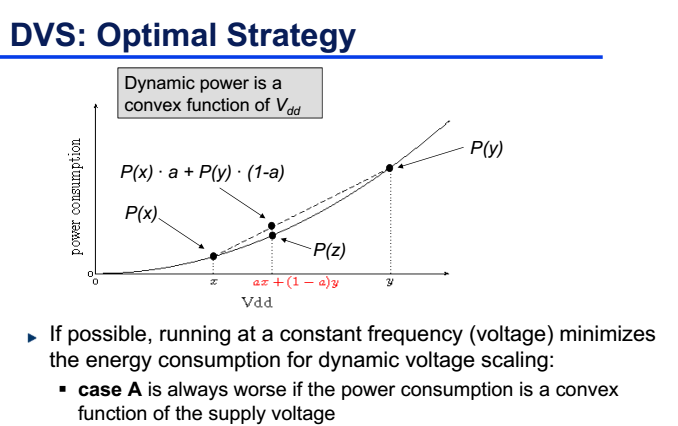 DVS: Optimal Strategy
Dynamic power is a
convex function of Vdd
power consumption
P(x) · a + P(y) · (1-a)
P(y)
P(x)
P(z)
0
0
x
ax + (1 − a)y
y
Vdd
If possible, running at a constant frequency (voltage) minimizes
the energy consumption for dynamic voltage scaling:
case A is always worse if the power consumption is a convex
function of the supply voltage